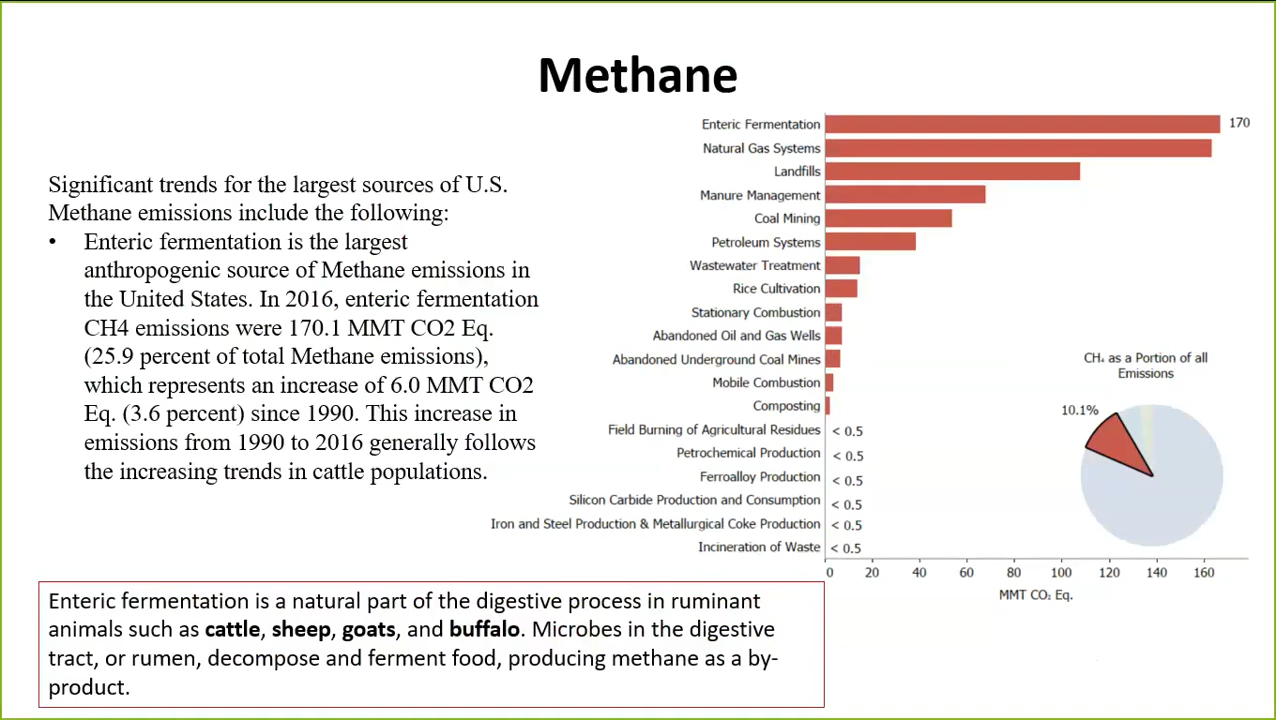 Methane
Significant trends for the largest sources of U.S.
Methane emissions include the following:
• Enteric fermentation is the largest
anthropogenic source of Methane emissions in
the United States. In 2016, enteric fermentation
CH4 emissions were 170.1 MMT CO2 Eq.
(25.9 percent of total Methane emissions),
which represents an increase of 6.0 MMT CO2
Eq. (3.6 percent) since 1990. This increase in
emissions from 1990 to 2016 generally follows
the increasing trends in cattle populations.
Enteric Fermentation 170
Natural Gas Systems
Landfills
Manure Management
Coal Mining
Petroleum Systems
Wastewater Treatment
Rice Cultivation
Stationary Combustion
Abandoned Oil and Gas Wells
Abandoned Underground Coal Mines
Mobile Combustion
Composting
Field Burning of Agricultural Residues < 0.5
Petrochemical Production < 0.5
Ferroalloy Production < 0.5
Silicon Carbide Production and Consumption < 0.5
Iron and Steel Production & Metallurgical Coke Production < 0.5
Incineration of Waste < 0.5
0 20 40 60 80 100 120 140 160
MMT CO₂ Eq.
CH₄ as a Portion of all
Emissions
10.1%
Enteric fermentation is a natural part of the digestive process in ruminant
animals such as cattle, sheep, goats, and buffalo. Microbes in the digestive
tract, or rumen, decompose and ferment food, producing methane as a by-
product.